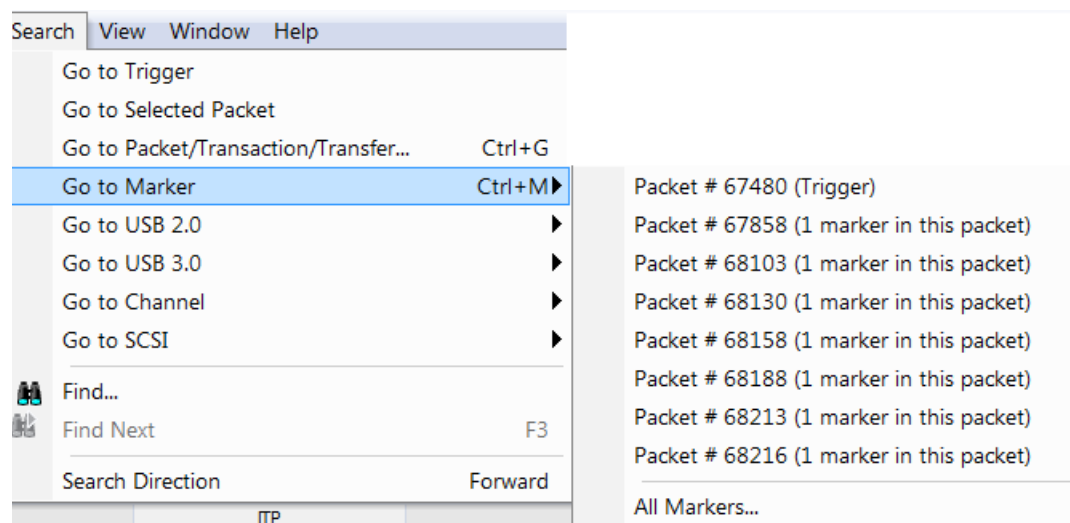 Search View Window Help
Go to Trigger
Go to Selected Packet
Go to Packet/Transaction/Transfer... Ctrl+G
Go to Marker Ctrl+M
Go to USB 2.0
Go to USB 3.0
Go to Channel
Go to SCSI
Find...
Find Next F3
Search Direction Forward
ITP
Packet # 67480 (Trigger)
Packet # 67858 (1 marker in this packet)
Packet # 68103 (1 marker in this packet)
Packet # 68130 (1 marker in this packet)
Packet # 68158 (1 marker in this packet)
Packet # 68188 (1 marker in this packet)
Packet # 68213 (1 marker in this packet)
Packet # 68216 (1 marker in this packet)
All Markers...